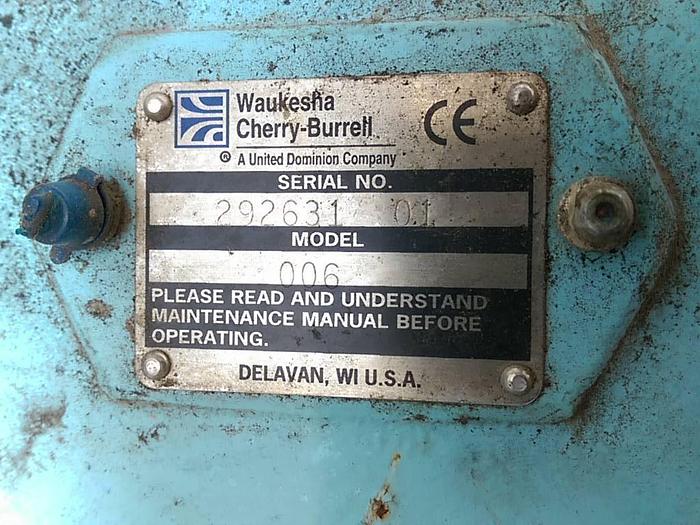 Waukesha
Cherry-Burrell
CE
® A United Dominion Company
SERIAL NO.
292631 01
MODEL
006
PLEASE READ AND UNDERSTAND
MAINTENANCE MANUAL BEFORE
OPERATING.
DELAVAN, WI U.S.A.